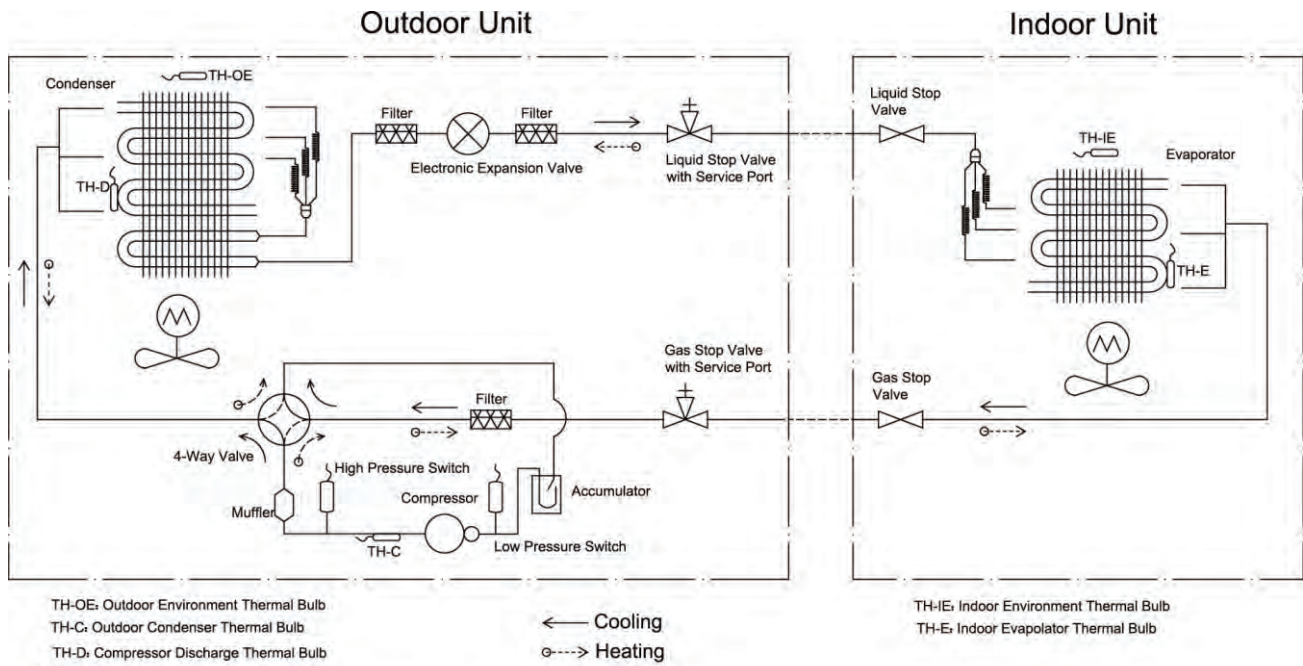 Outdoor Unit
Indoor Unit
Condenser
TH-OE
Filter
Filter
Electronic Expansion Valve
Liquid Stop Valve
with Service Port
TH-D
Liquid Stop
Valve
TH-IE
Evaporator
TH-E
Gas Stop Valve
with Service Port
Gas Stop
Valve
Filter
4-Way Valve
High Pressure Switch
Compressor
Accumulator
Muffler
TH-C
Low Pressure Switch
TH-OE: Outdoor Environment Thermal Bulb
TH-C: Outdoor Condenser Thermal Bulb
TH-D: Compressor Discharge Thermal Bulb
Cooling
Heating
TH-IE: Indoor Environment Thermal Bulb
TH-E: Indoor Evapolator Thermal Bulb